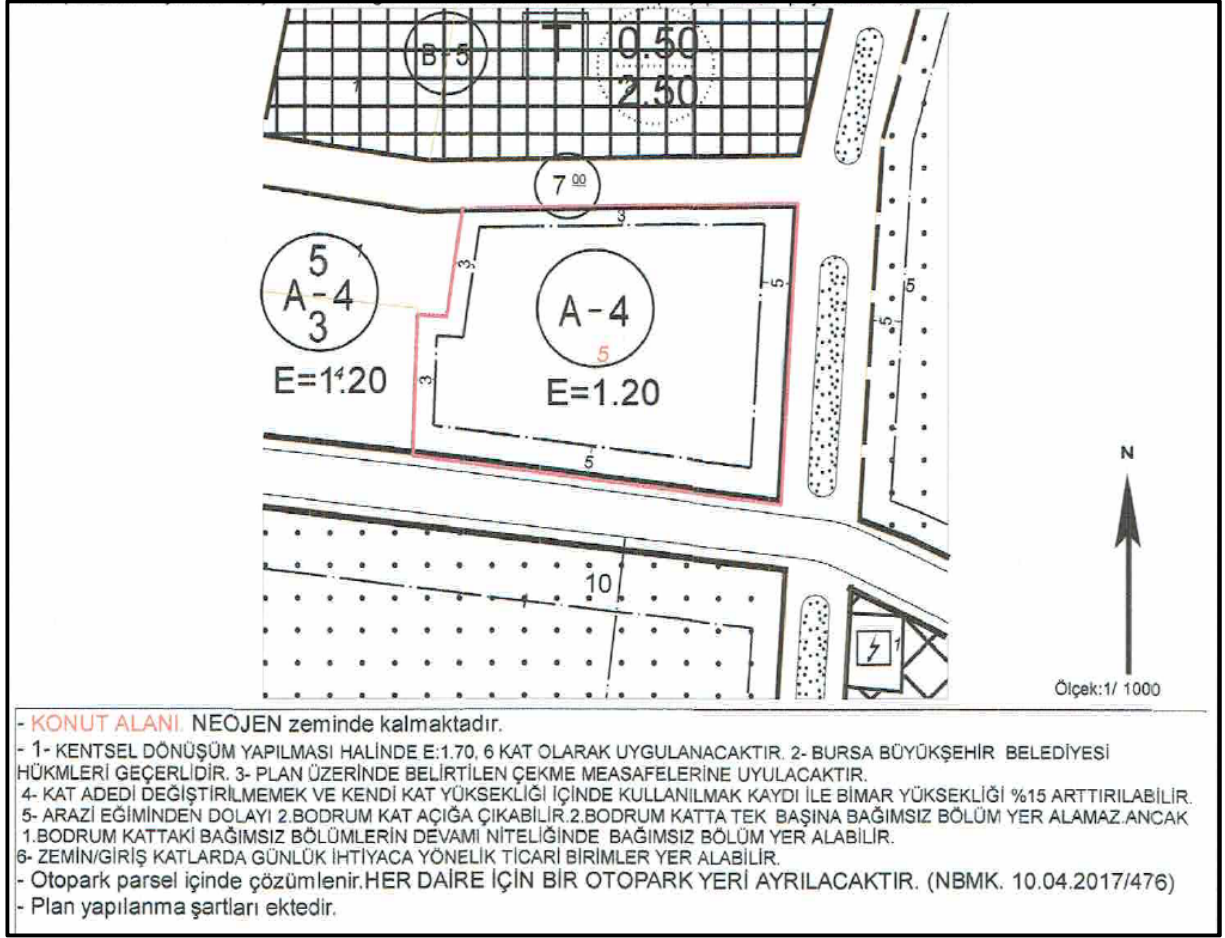 B-5
T
0.50
2.50
1
7 00
3
5
A-4
3
1
E=1.20
4
3
A-4
5
E=1.20
3
5
5
5
5
10
1
1
N
Ölçek:1/ 1000
- KONUT ALANI. NEOJEN zeminde kalmaktadır.
- 1- KENTSEL DÖNÜŞÜM YAPILMASI HALİNDE E:1.70, 6 KAT OLARAK UYGULANACAKTIR. 2- BURSA BÜYÜKŞEHİR BELEDİYESİ
HÜKMLERİ GEÇERLİDİR. 3- PLAN ÜZERİNDE BELİRTİLEN ÇEKME MEASAFELERİNE UYULACAKTIR.
4- KAT ADEDİ DEĞİŞTİRİLMEMEK VE KENDİ KAT YÜKSEKLİĞİ İÇİNDE KULLANILMAK KAYDI İLE BİMAR YÜKSEKLİĞİ %15 ARTTIRILABİLİR.
5- ARAZİ EĞİMİNDEN DOLAYI 2.BODRUM KAT AÇIĞA ÇIKABİLİR.2.BODRUM KATTA TEK BAŞINA BAĞIMSIZ BÖLÜM YER ALAMAZ.ANCAK
1.BODRUM KATTAKİ BAĞIMSIZ BÖLÜMLERİN DEVAMI NİTELİĞİNDE BAĞIMSIZ BÖLÜM YER ALABİLİR.
6- ZEMİN/GİRİŞ KATLARDA GÜNLÜK İHTİYACA YÖNELİK TİCARİ BİRİMLER YER ALABİLİR.
- Otopark parsel içinde çözümlenir.HER DAİRE İÇİN BİR OTOPARK YERİ AYRILACAKTIR. (NBMK. 10.04.2017/476)
- Plan yapılanma şartları ektedir.